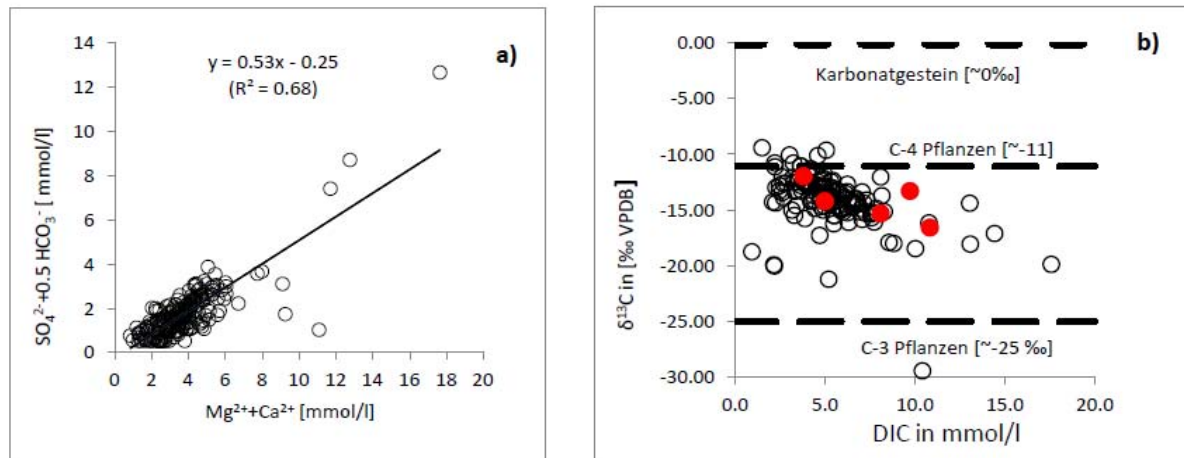 a)
y = 0.53x - 0.25
(R² = 0.68)
SO₄²⁻+0.5 HCO₃⁻ [ mmol/l]
14
12
10
8
6
4
2
0
0 2 4 6 8 10 12 14 16 18 20
Mg²⁺+Ca²⁺ [mmol/l]
b)
δ¹³C in [‰ VPDB]
0.00
Karbonatgestein [~0‰]
-5.00
-10.00
C-4 Pflanzen [~-11]
-15.00
-20.00
-25.00
C-3 Pflanzen [~-25 ‰]
-30.00
0.0 5.0 10.0 15.0 20.0
DIC in mmol/l